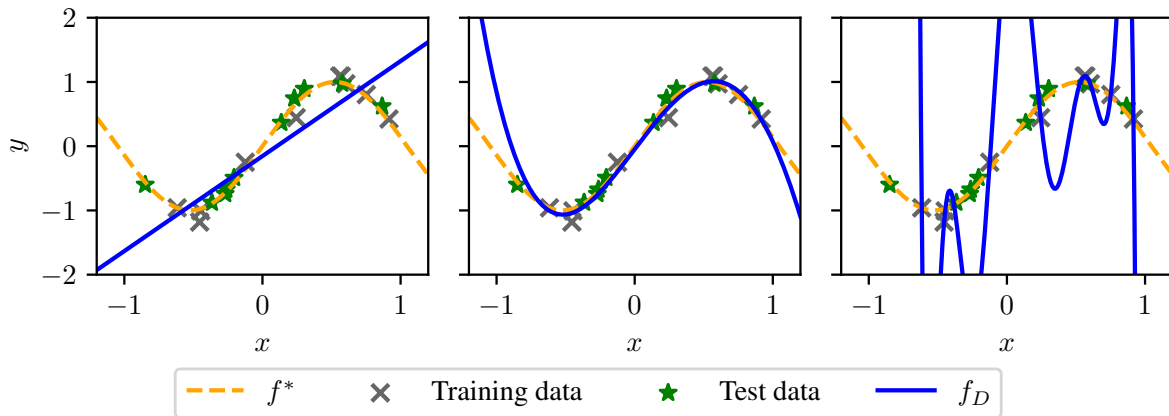 2
1
0
−1
−2
y
−1 0 1
−1 0 1
−1 0 1
x x x
f* Training data Test data f_D